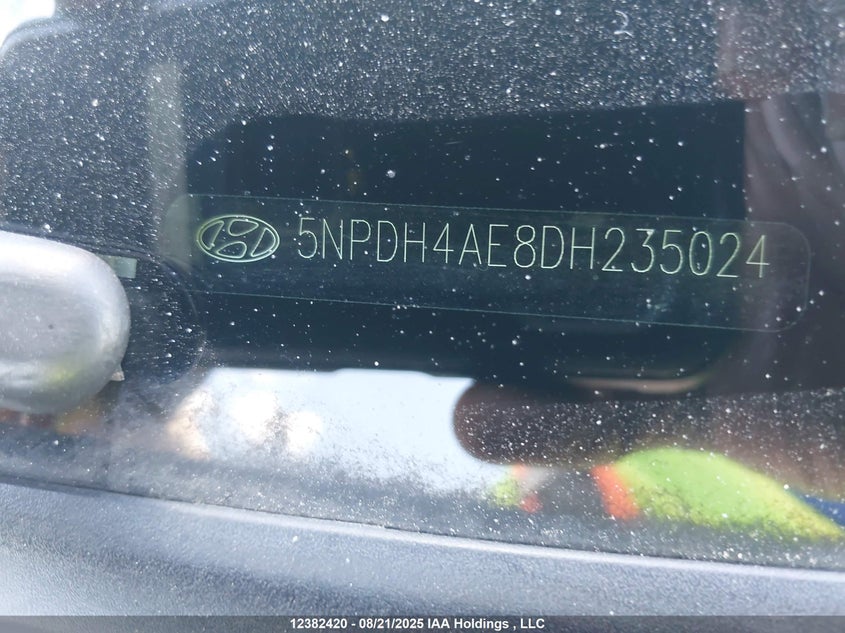 5NPDH4AE8DH235024
12382420 - 08/21/2025 IAA Holdings , LLC